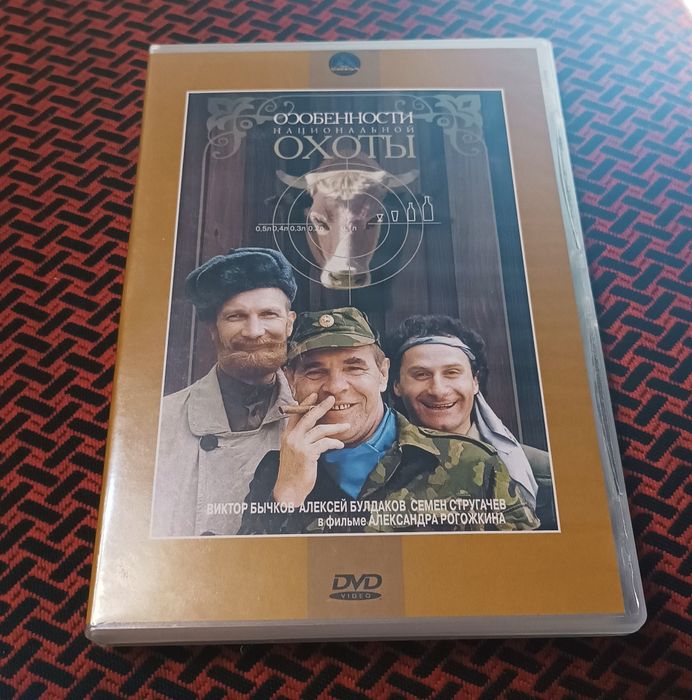 ОСОБЕННОСТИ
НАЦИОНАЛЬНОЙ
ОХОТЫ
0,5л 0,4л 0,3л 0,2л
ВИКТОР БЫЧКОВ АЛЕКСЕЙ БУЛДАКОВ СЕМЕН СТРУГАЧЕВ
В ФИЛЬМЕ АЛЕКСАНДРА РОГОЖКИНА
DVD
VIDEO